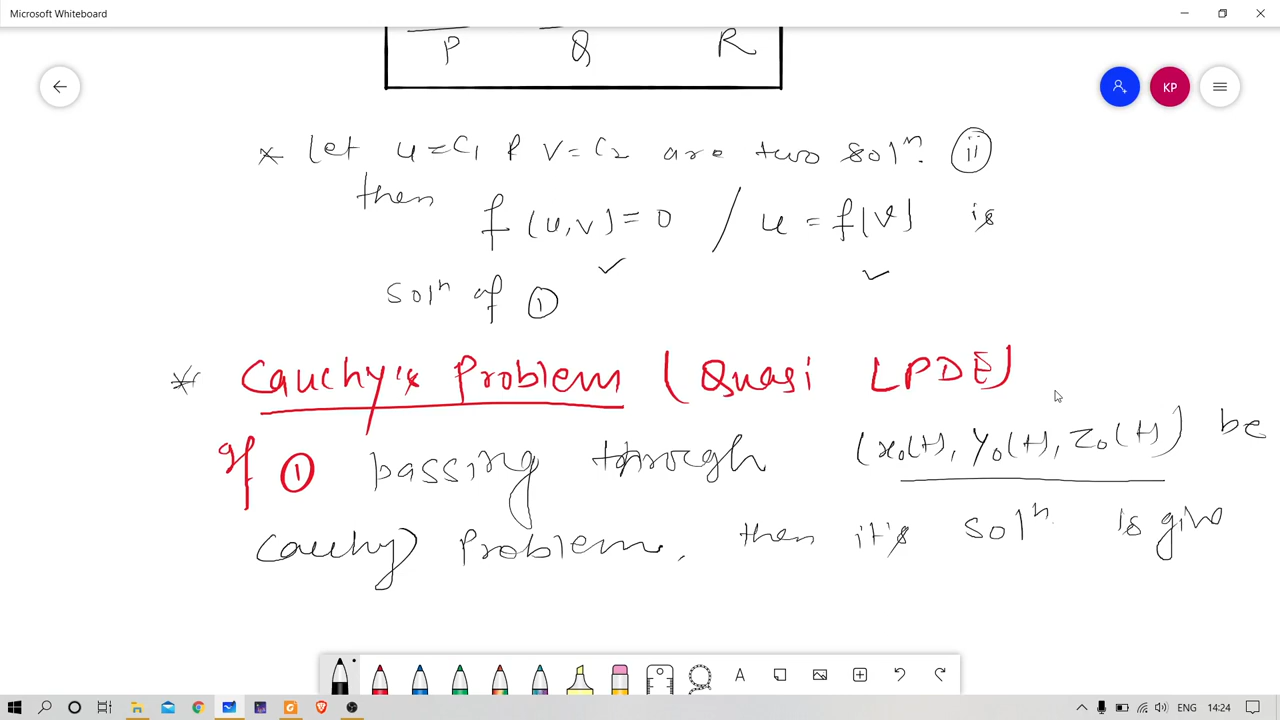 Microsoft Whiteboard
P Q R
KP
* Let u=c₁ & v=c₂ are two solⁿ. (ii)
then
f(u,v)=0 / u=f(v) is
✓ ✓
solⁿ of ①
* Cauchy's Problem (Quasi LPDE)
If ① passing through (x₀(t), y₀(t), z₀(t)) be
Cauchy Problem, then it's solⁿ is give
A
ENG 14:24